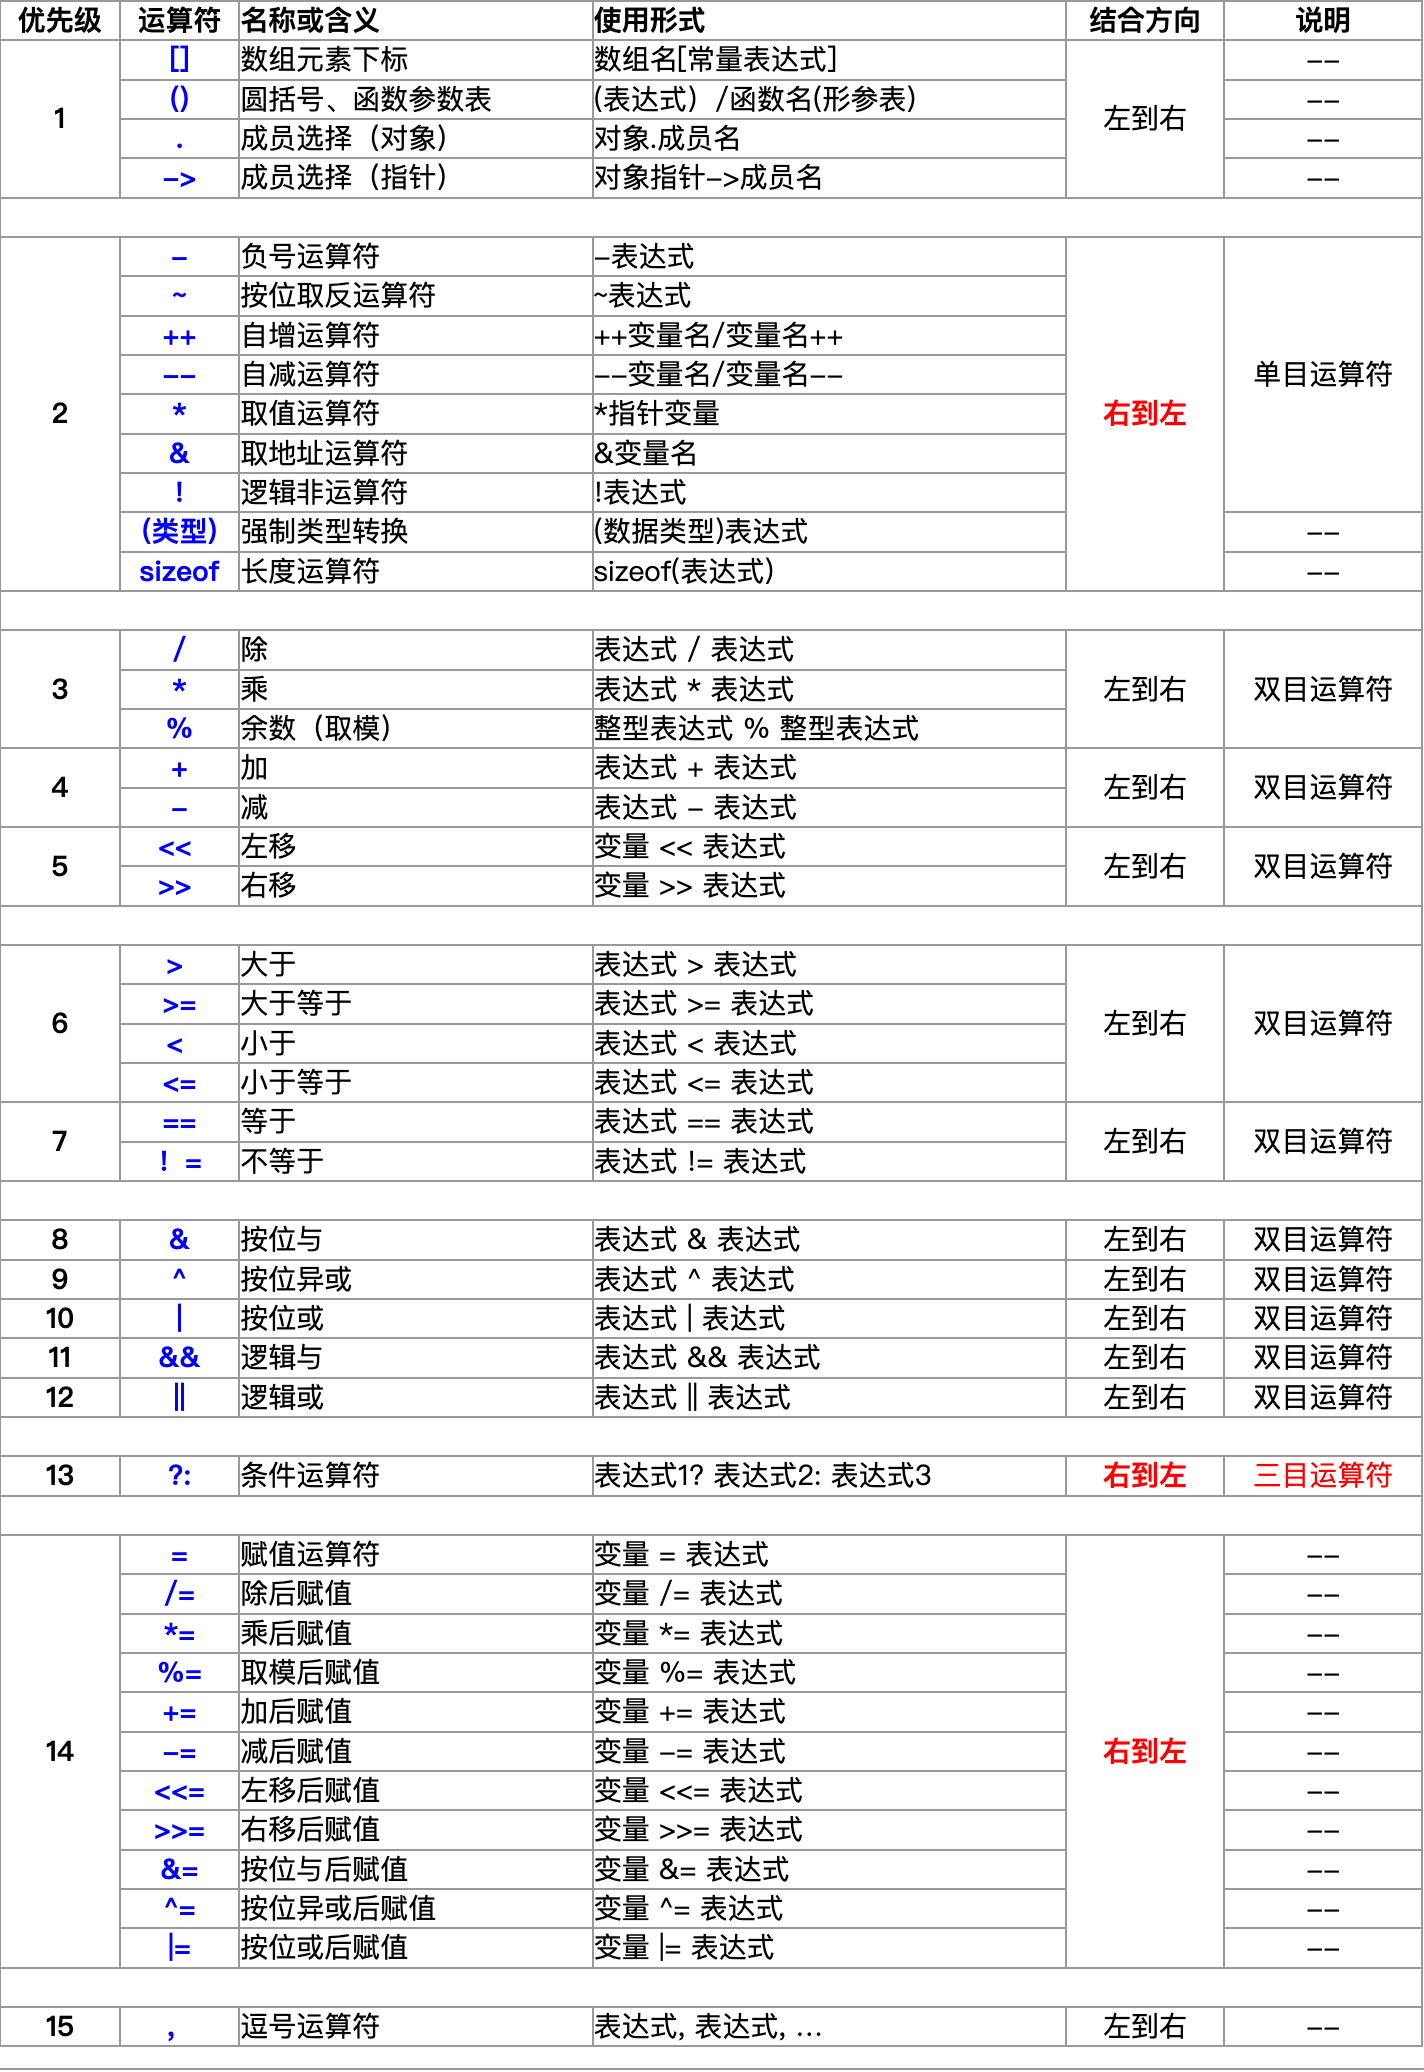 优先级 运算符 名称或含义 使用形式 结合方向 说明
1 [] 数组元素下标 数组名[常量表达式] 左到右 --
() 圆括号、函数参数表 (表达式）/函数名(形参表) --
. 成员选择（对象） 对象.成员名 --
-> 成员选择（指针） 对象指针->成员名 --
2 - 负号运算符 -表达式 右到左 单目运算符
~ 按位取反运算符 ~表达式
++ 自增运算符 ++变量名/变量名++
-- 自减运算符 --变量名/变量名--
* 取值运算符 *指针变量
& 取地址运算符 &变量名
! 逻辑非运算符 !表达式
(类型) 强制类型转换 (数据类型)表达式 --
sizeof 长度运算符 sizeof(表达式) --
3 / 除 表达式 / 表达式 左到右 双目运算符
* 乘 表达式 * 表达式
% 余数（取模） 整型表达式 % 整型表达式
4 + 加 表达式 + 表达式 左到右 双目运算符
- 减 表达式 - 表达式
5 << 左移 变量 << 表达式 左到右 双目运算符
>> 右移 变量 >> 表达式
6 > 大于 表达式 > 表达式 左到右 双目运算符
>= 大于等于 表达式 >= 表达式
< 小于 表达式 < 表达式
<= 小于等于 表达式 <= 表达式
7 == 等于 表达式 == 表达式 左到右 双目运算符
！= 不等于 表达式 != 表达式
8 & 按位与 表达式 & 表达式 左到右 双目运算符
9 ^ 按位异或 表达式 ^ 表达式 左到右 双目运算符
10 | 按位或 表达式 | 表达式 左到右 双目运算符
11 && 逻辑与 表达式 && 表达式 左到右 双目运算符
12 || 逻辑或 表达式 || 表达式 左到右 双目运算符
13 ?: 条件运算符 表达式1? 表达式2: 表达式3 右到左 三目运算符
14 = 赋值运算符 变量 = 表达式 右到左 --
/= 除后赋值 变量 /= 表达式 --
*= 乘后赋值 变量 *= 表达式 --
%= 取模后赋值 变量 %= 表达式 --
+= 加后赋值 变量 += 表达式 --
-= 减后赋值 变量 -= 表达式 --
<<= 左移后赋值 变量 <<= 表达式 --
>>= 右移后赋值 变量 >>= 表达式 --
&= 按位与后赋值 变量 &= 表达式 --
^= 按位异或后赋值 变量 ^= 表达式 --
|= 按位或后赋值 变量 |= 表达式 --
15 ， 逗号运算符 表达式, 表达式, … 左到右 --